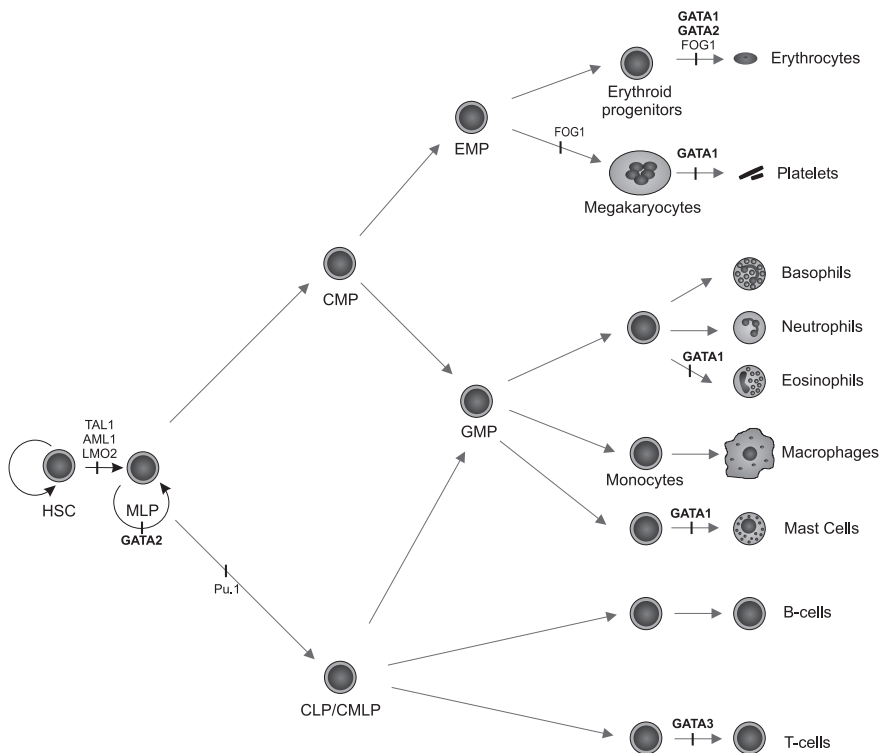 GATA1
GATA2
FOG1
Erythrocytes
Erythroid
progenitors
EMP
FOG1
GATA1
Platelets
Megakaryocytes
Basophils
CMP
Neutrophils
GATA1
Eosinophils
GMP
TAL1
AML1
LMO2
Macrophages
Monocytes
HSC
MLP
GATA2
GATA1
Mast Cells
Pu.1
B-cells
CLP/CMLP
GATA3
T-cells